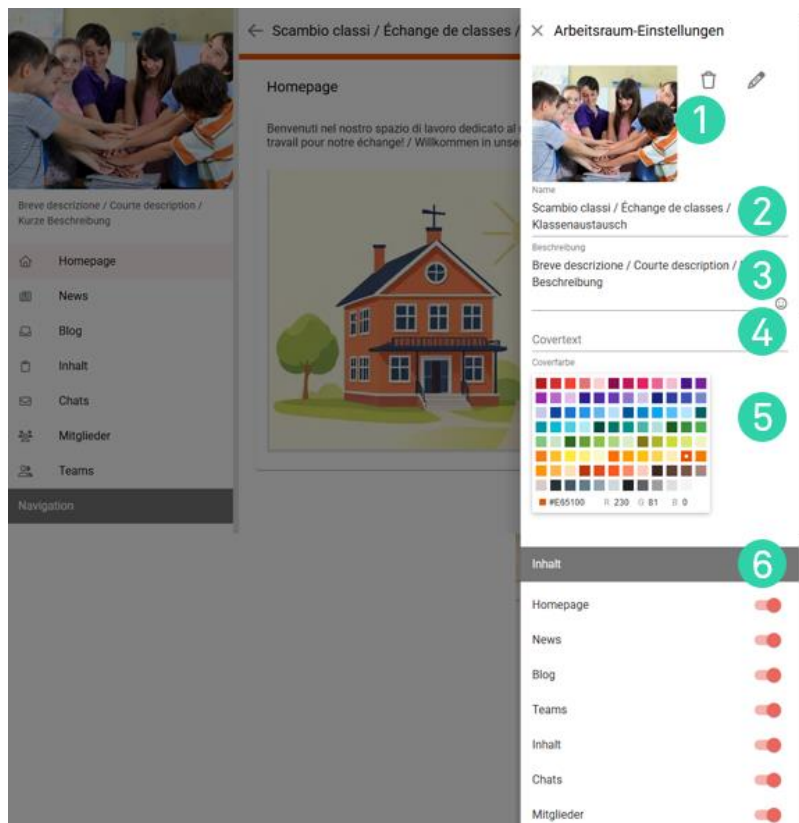 Breve descrizione / Courte description /
Kurze Beschreibung
Homepage
News
Blog
Inhalt
Chats
Mitglieder
Teams
Navigation
Scambio classi / Échange de classes /
Homepage
Benvenuti nel nostro spazio di lavoro dedicato al
travail pour notre échange! / Willkommen in
Arbeitsraum-Einstellungen
1
Name
Scambio classi / Échange de classes /
Klassenaustausch
2
Beschreibung
Breve descrizione / Courte description /
Beschreibung
3
4
Covertext
Coverfarbe
5
#E65100 R 230 G 81 B 0
Inhalt
6
Homepage
News
Blog
Teams
Inhalt
Chats
Mitglieder